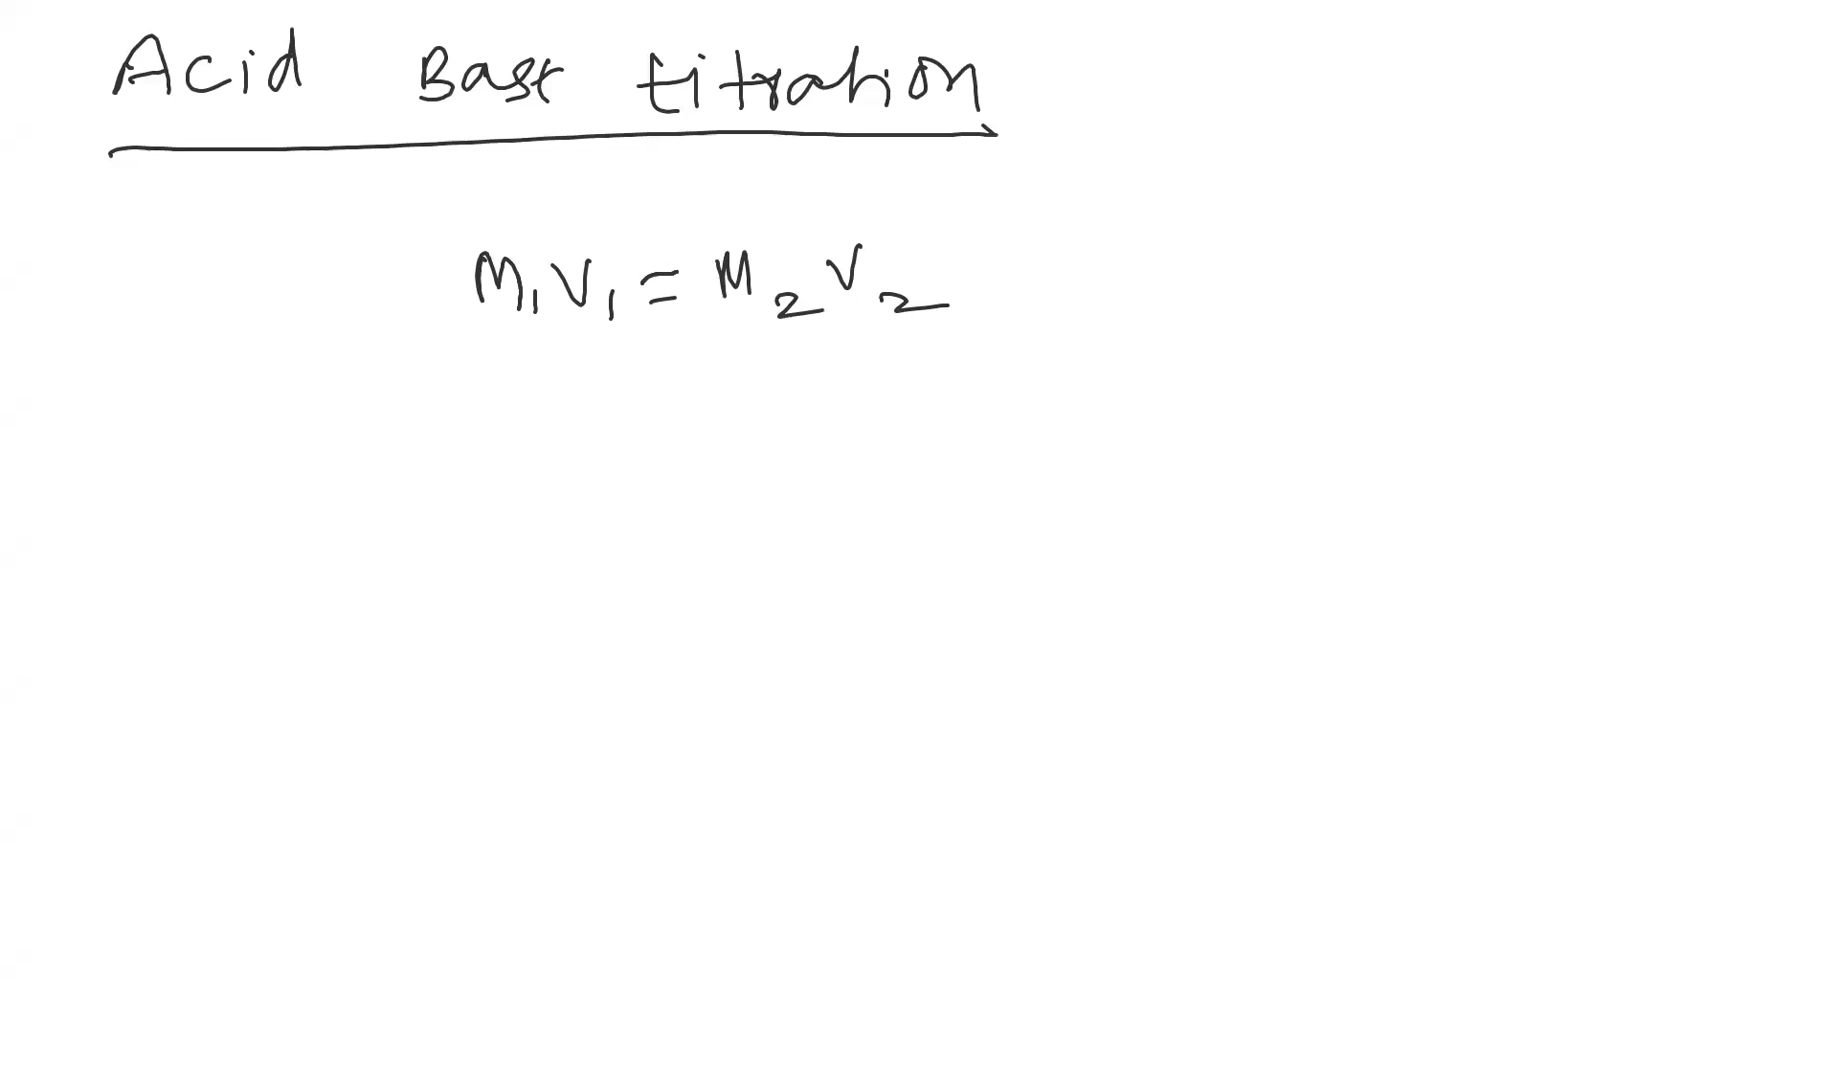 Acid Base titration
M₁V₁ = M₂V₂